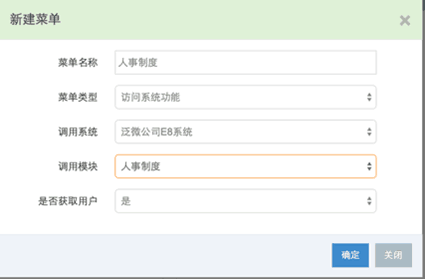 新建菜单
×
菜单名称 人事制度
菜单类型 访问系统功能
调用系统 泛微公司E8系统
调用模块 人事制度
是否获取用户 是
确定 关闭